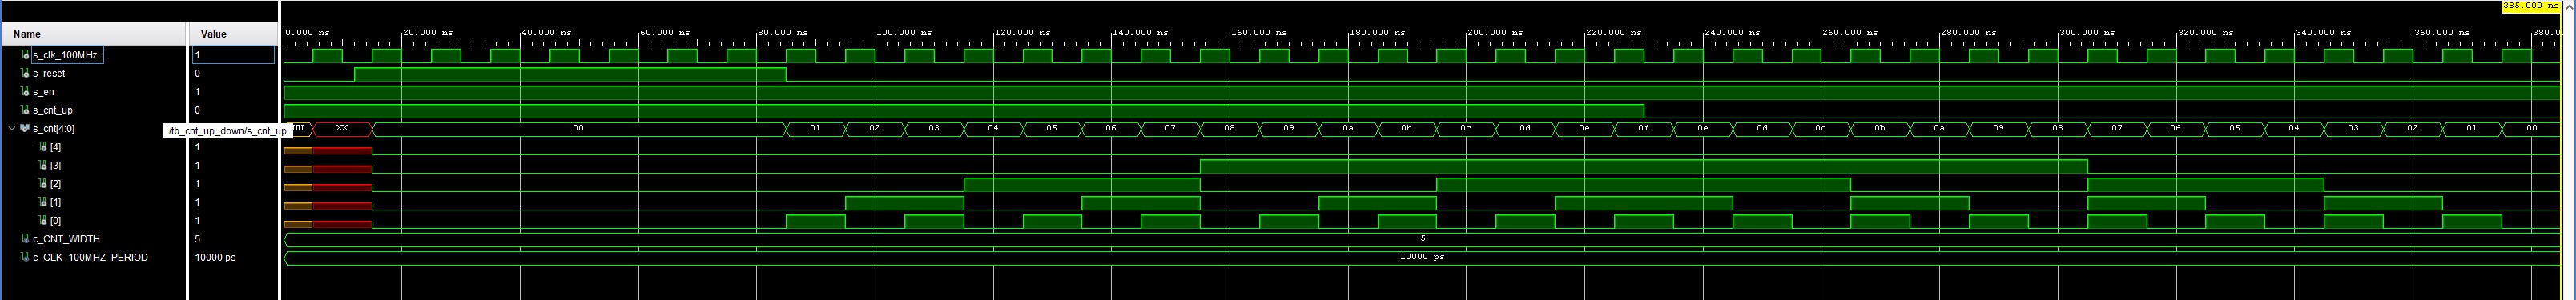 385.000 ns
Name Value 0.000 ns 20.000 ns 40.000 ns 60.000 ns 80.000 ns 100.000 ns 120.000 ns 140.000 ns 160.000 ns 180.000 ns 200.000 ns 220.000 ns 240.000 ns 260.000 ns 280.000 ns 300.000 ns 320.000 ns 340.000 ns 360.000 ns 380.0
s_clk_100MHz 1
s_reset 0
s_en 1
s_cnt_up 0
s_cnt[4:0] /tb_cnt_up_down/s_cnt_up UU XX 00 01 02 03 04 05 06 07 08 09 0a 0b 0c 0d 0e 0f 0e 0d 0c 0b 0a 09 08 07 06 05 04 03 02 01 00
[4] 1
[3] 1
[2] 1
[1] 1
[0] 1
c_CNT_WIDTH 5 5
c_CLK_100MHZ_PERIOD 10000 ps 10000 ps